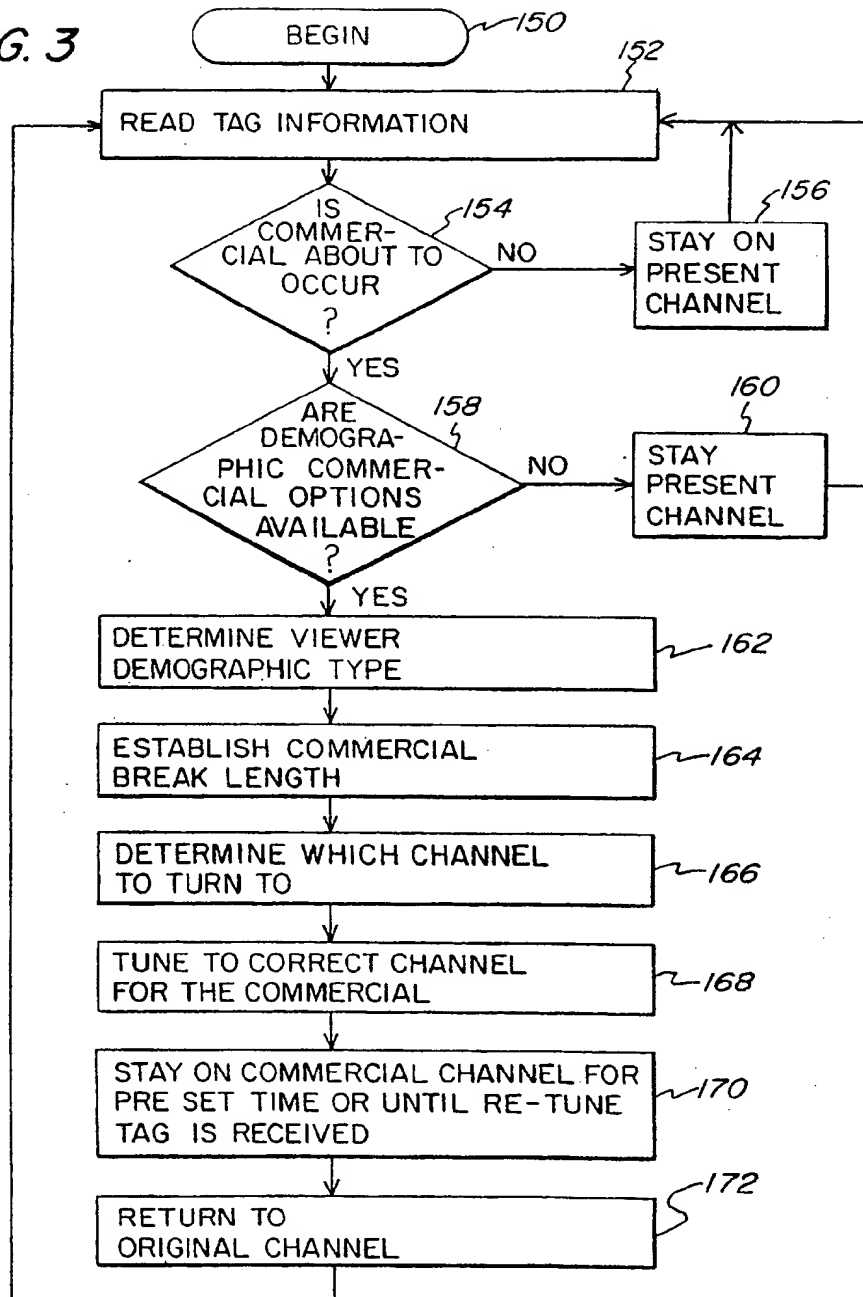 G. 3
BEGIN
150
152
READ TAG INFORMATION
IS
COMMER-
CIAL ABOUT TO
OCCUR
?
154
NO
156
STAY ON
PRESENT
CHANNEL
YES
ARE
DEMOGRA-
PHIC COMMER-
CIAL OPTIONS
AVAILABLE
?
158
NO
160
STAY
PRESENT
CHANNEL
YES
DETERMINE VIEWER
DEMOGRAPHIC TYPE
162
ESTABLISH COMMERCIAL
BREAK LENGTH
164
DETERMINE WHICH CHANNEL
TO TURN TO
166
TUNE TO CORRECT CHANNEL
FOR THE COMMERCIAL
168
STAY ON COMMERCIAL CHANNEL FOR
PRE SET TIME OR UNTIL RE-TUNE
TAG IS RECEIVED
170
RETURN TO
ORIGINAL CHANNEL
172